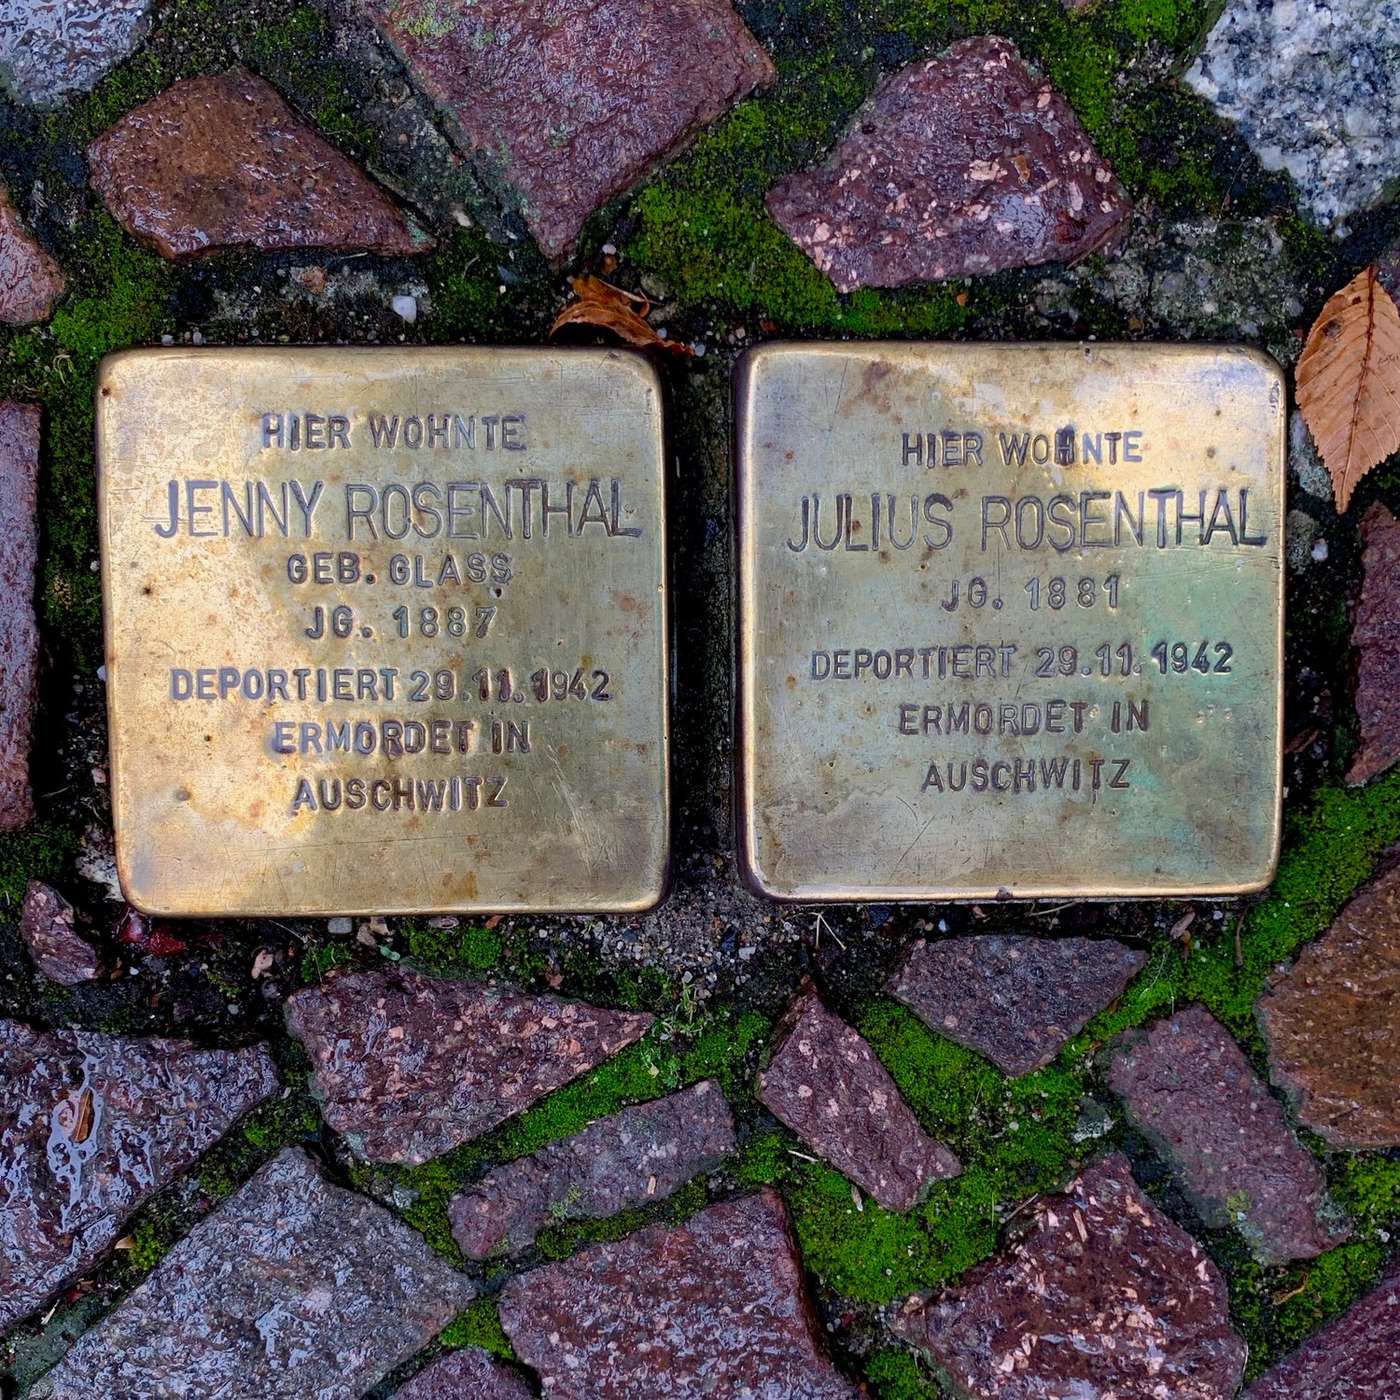 HIER WOHNTE
JENNY ROSENTHAL
GEB. GLASS
JG. 1887
DEPORTIERT 29.11.1942
ERMORDET IN
AUSCHWITZ
HIER WOHNTE
JULIUS ROSENTHAL
JG. 1881
DEPORTIERT 29.11.1942
ERMORDET IN
AUSCHWITZ